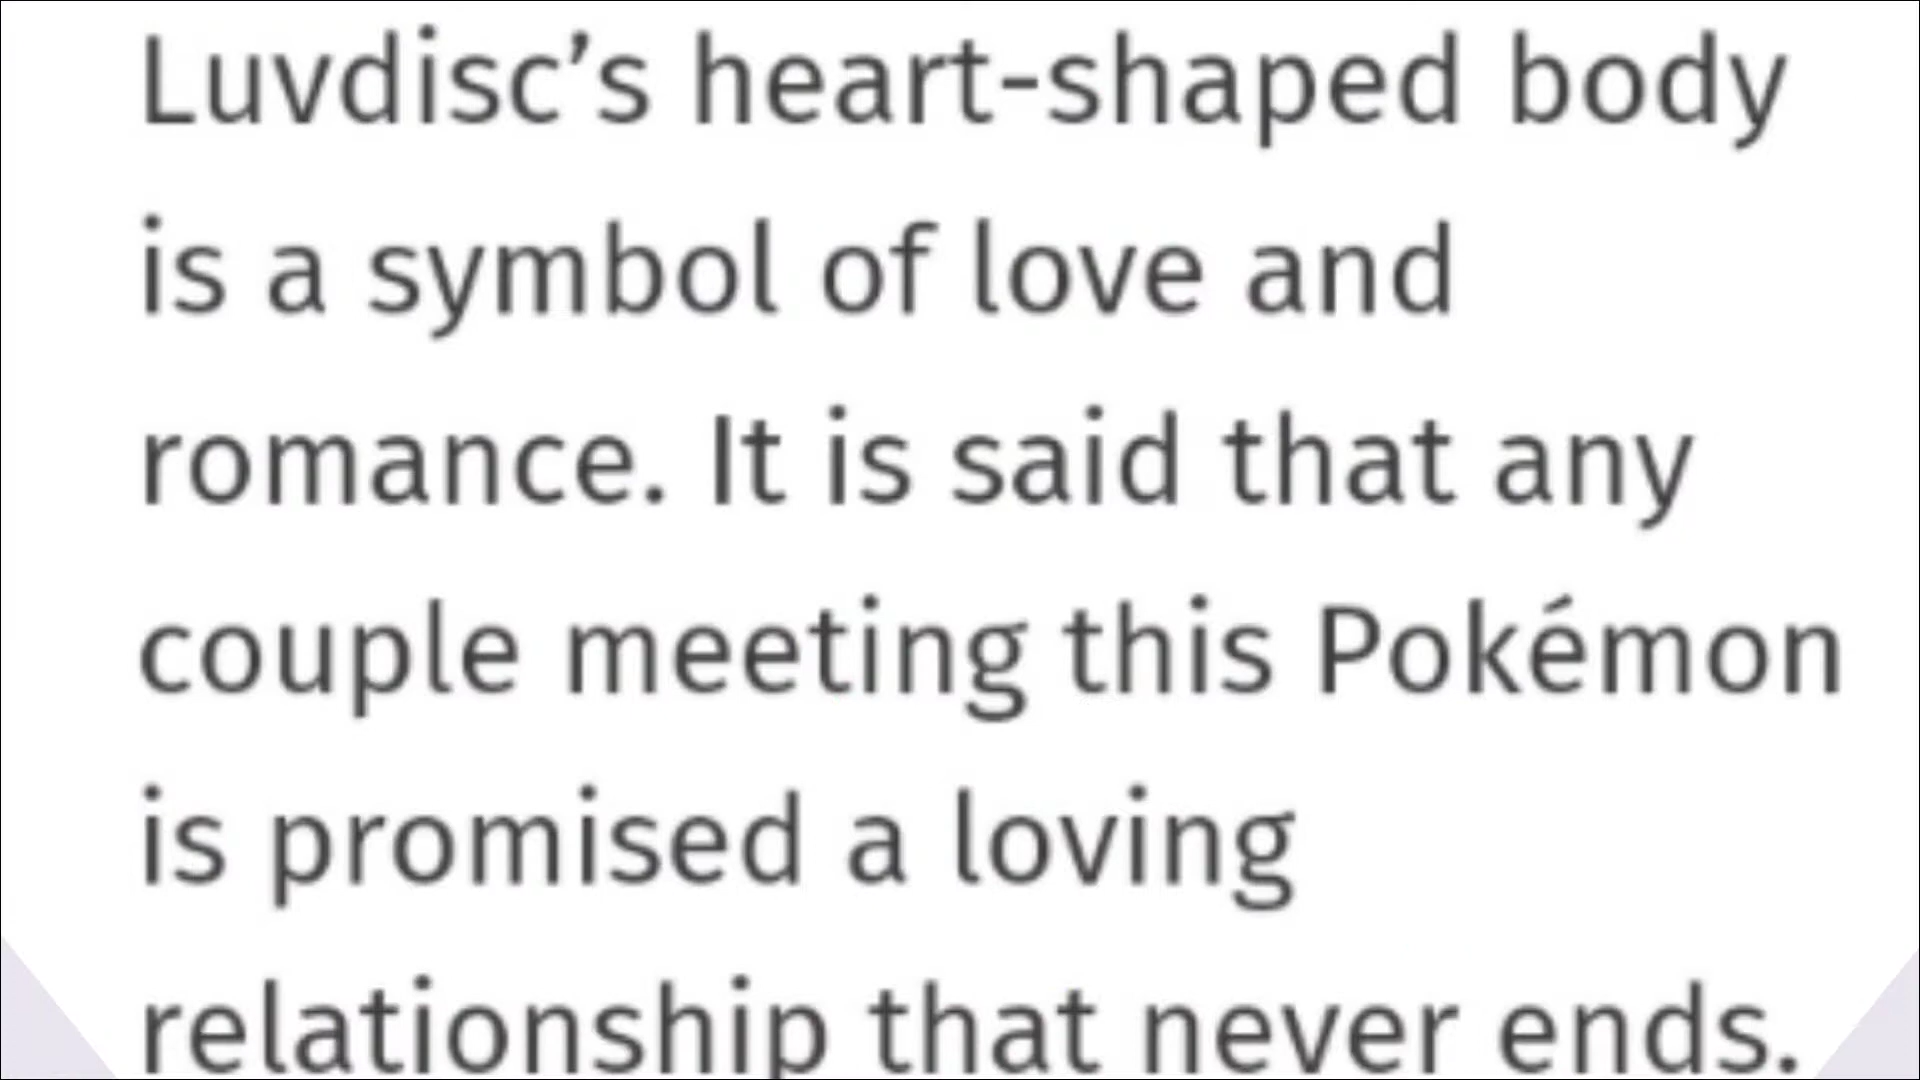 Luvdisc’s heart-shaped body
is a symbol of love and
romance. It is said that any
couple meeting this Pokémon
is promised a loving
relationship that never ends.